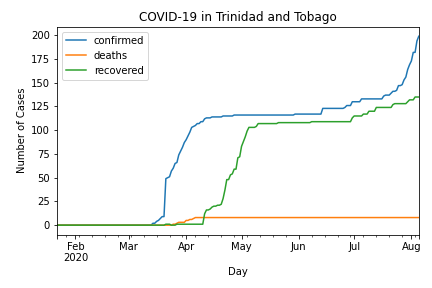 COVID-19 in Trinidad and Tobago
confirmed
deaths
recovered
Number of Cases
200
175
150
125
100
75
50
25
0
Feb
2020
Mar
Apr
May
Jun
Jul
Aug
Day